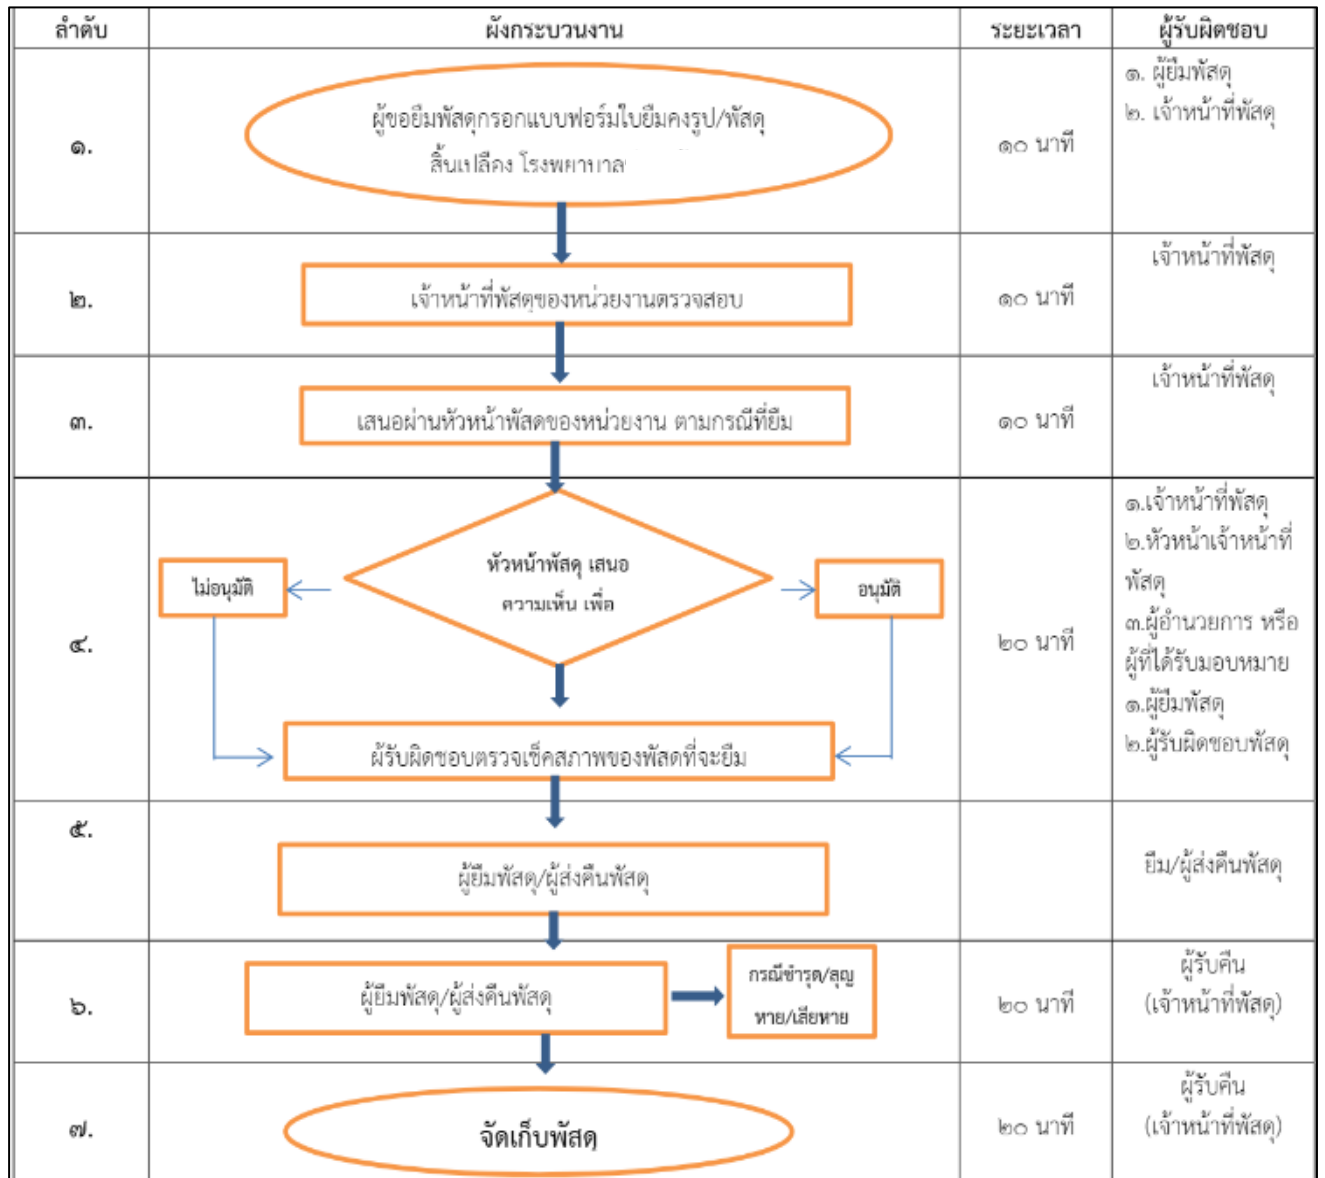 ลำดับ ผังกระบวนงาน ระยะเวลา ผู้รับผิดชอบ
๑.
ผู้ขอยืมพัสดุกรอกแบบฟอร์มใบยืมคงรูป/พัสดุ
สิ้นเปลือง โรงพยาบาล
๑๐ นาที
๑. ผู้ยืมพัสดุ
๒. เจ้าหน้าที่พัสดุ
๒.
เจ้าหน้าที่พัสดุของหน่วยงานตรวจสอบ
๑๐ นาที
เจ้าหน้าที่พัสดุ
๓.
เสนอผ่านหัวหน้าพัสดุของหน่วยงาน ตามกรณีที่ยืม
๑๐ นาที
เจ้าหน้าที่พัสดุ
๔.
หัวหน้าพัสดุ เสนอ
ความเห็น เพื่อ
ไม่อนุมัติ
อนุมัติ
ผู้รับผิดชอบตรวจเช็คสภาพของพัสดุที่จะยืม
๒๐ นาที
๑.เจ้าหน้าที่พัสดุ
๒.หัวหน้าเจ้าหน้าที่
พัสดุ
๓.ผู้อำนวยการ หรือ
ผู้ที่ได้รับมอบหมาย
๑.ผู้ยืมพัสดุ
๒.ผู้รับผิดชอบพัสดุ
๕.
ผู้ยืมพัสดุ/ผู้ส่งคืนพัสดุ
ยืม/ผู้ส่งคืนพัสดุ
๖.
ผู้ยืมพัสดุ/ผู้ส่งคืนพัสดุ
กรณีชำรุด/สูญ
หาย/เสียหาย
๒๐ นาที
ผู้รับคืน
(เจ้าหน้าที่พัสดุ)
๗.
จัดเก็บพัสดุ
๒๐ นาที
ผู้รับคืน
(เจ้าหน้าที่พัสดุ)